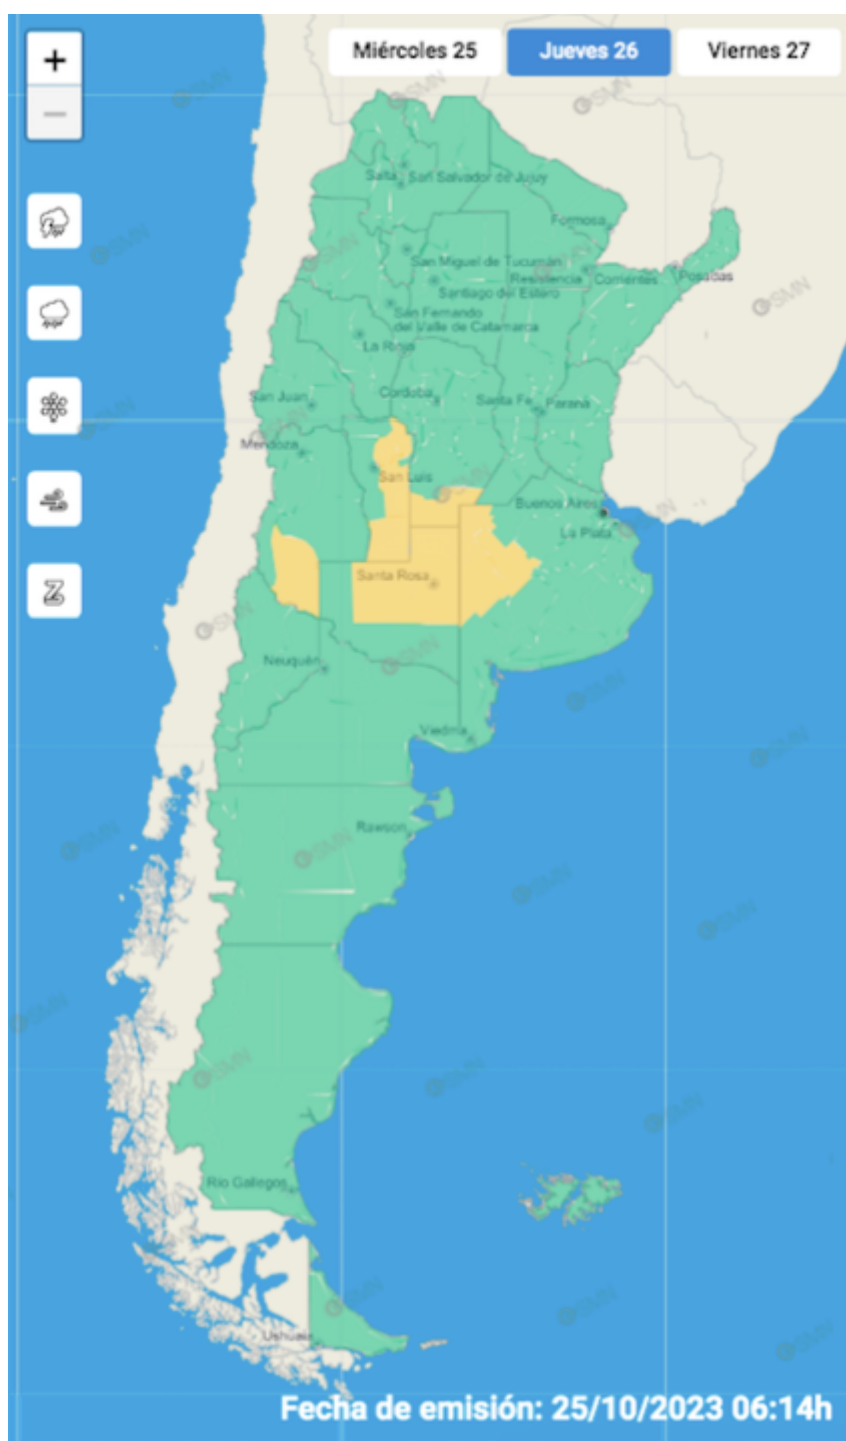 Miércoles 25
Jueves 26
Viernes 27
+
−
Salta
San Salvador de Jujuy
Formosa
San Miguel de Tucumán
Resistencia
Corrientes
Posadas
Santiago del Estero
San Fernando
del Valle de Catamarca
La Rioja
San Juan
Córdoba
Santa Fe
Paraná
Mendoza
San Luis
Buenos Aires
La Plata
Santa Rosa
Neuquén
Viedma
Rawson
Río Gallegos
Ushuaia
SMN
Fecha de emisión: 25/10/2023 06:14h